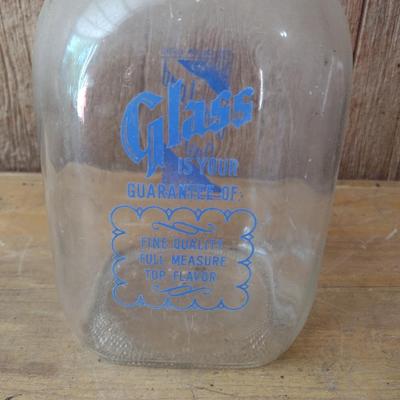 Glass
IS YOUR
GUARANTEE OF:
FINE QUALITY
FULL MEASURE
TOP FLAVOR